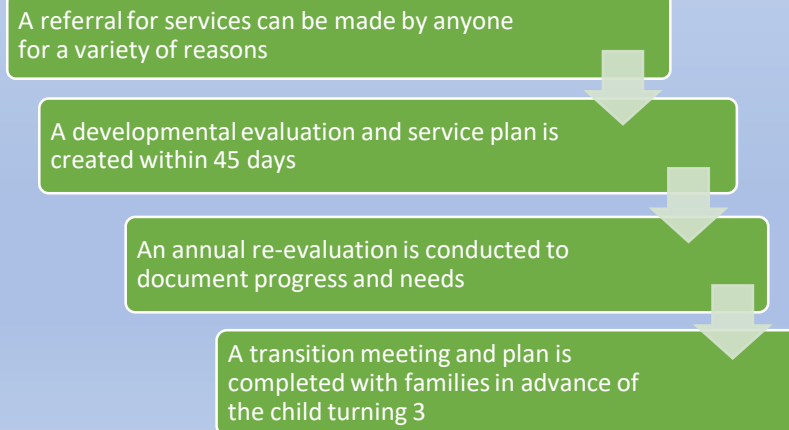 A referral for services can be made by anyone
for a variety of reasons
A developmental evaluation and service plan is
created within 45 days
An annual re-evaluation is conducted to
document progress and needs
A transition meeting and plan is
completed with families in advance of
the child turning 3